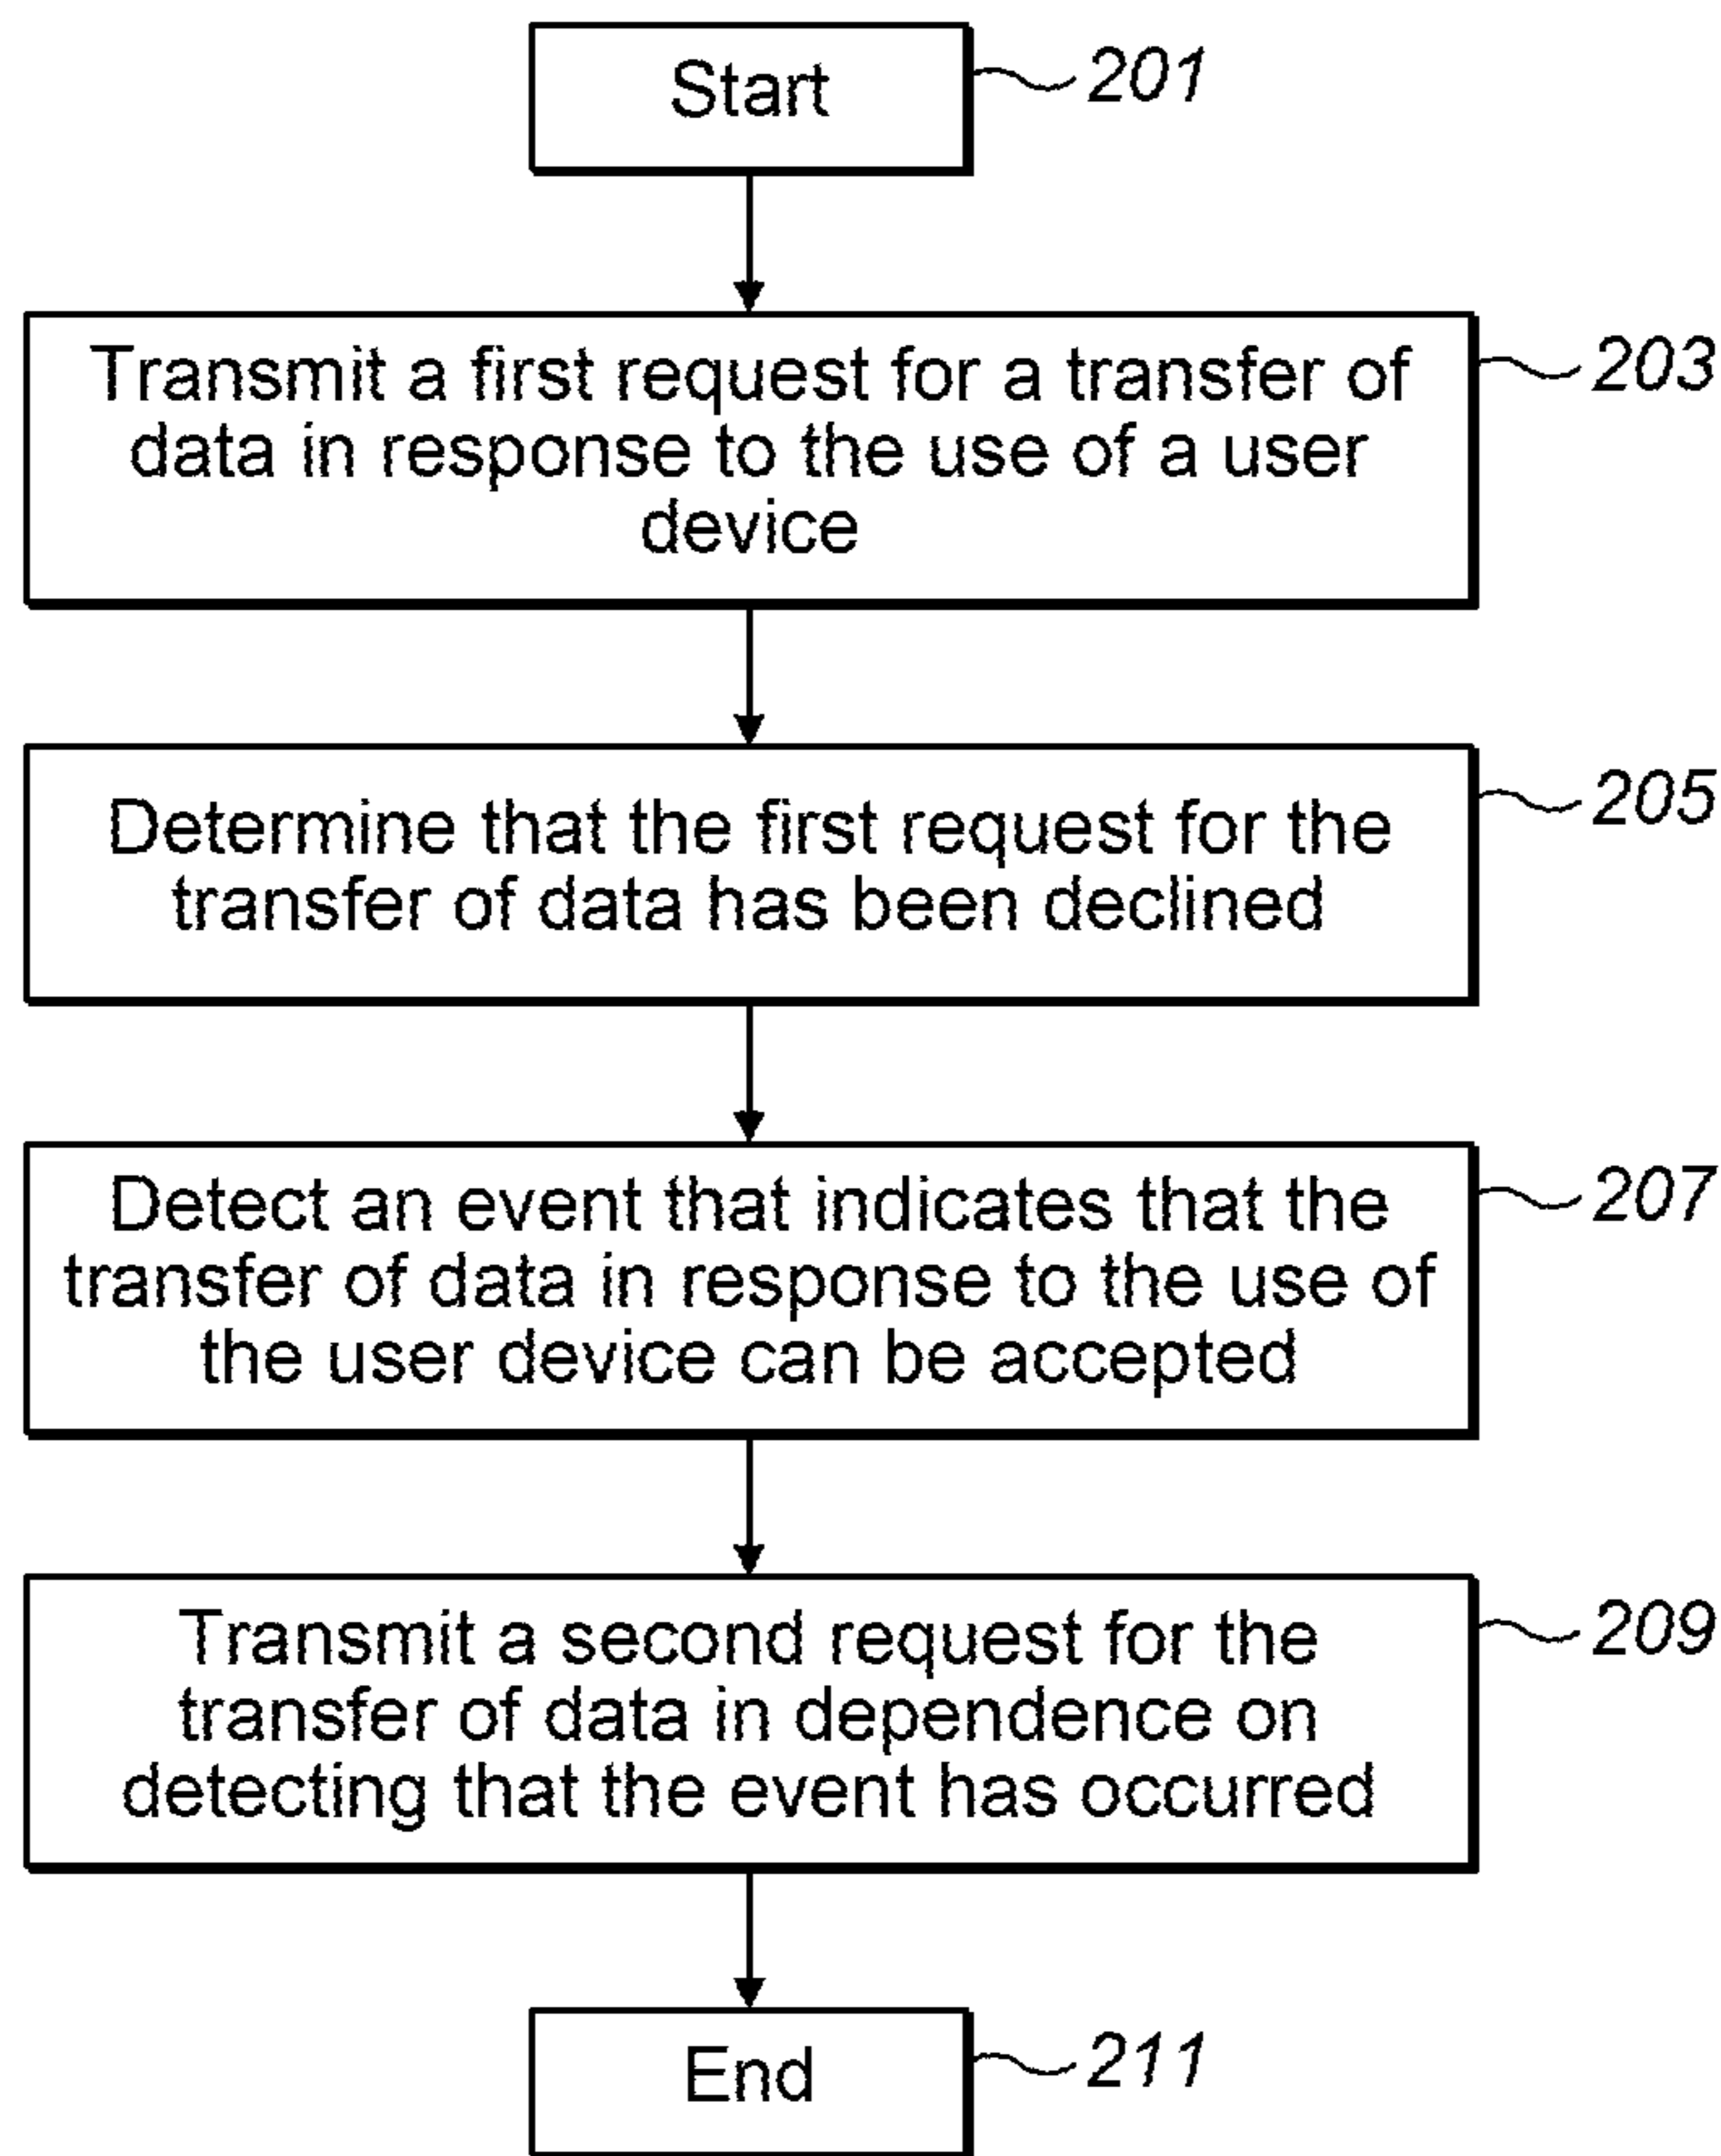 Start
201
Transmit a first request for a transfer of
data in response to the use of a user
device
203
Determine that the first request for the
transfer of data has been declined
205
Detect an event that indicates that the
transfer of data in response to the use of
the user device can be accepted
207
Transmit a second request for the
transfer of data in dependence on
detecting that the event has occurred
209
End
211